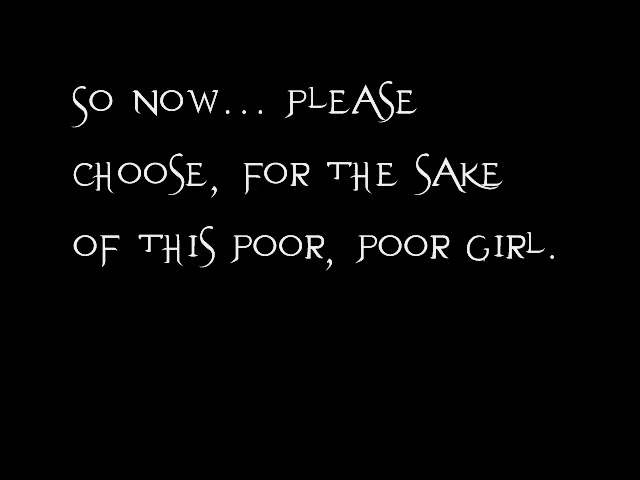 SO NOW... PLEASE
CHOOSE, FOR THE SAKE
OF THIS POOR, POOR GIRL.